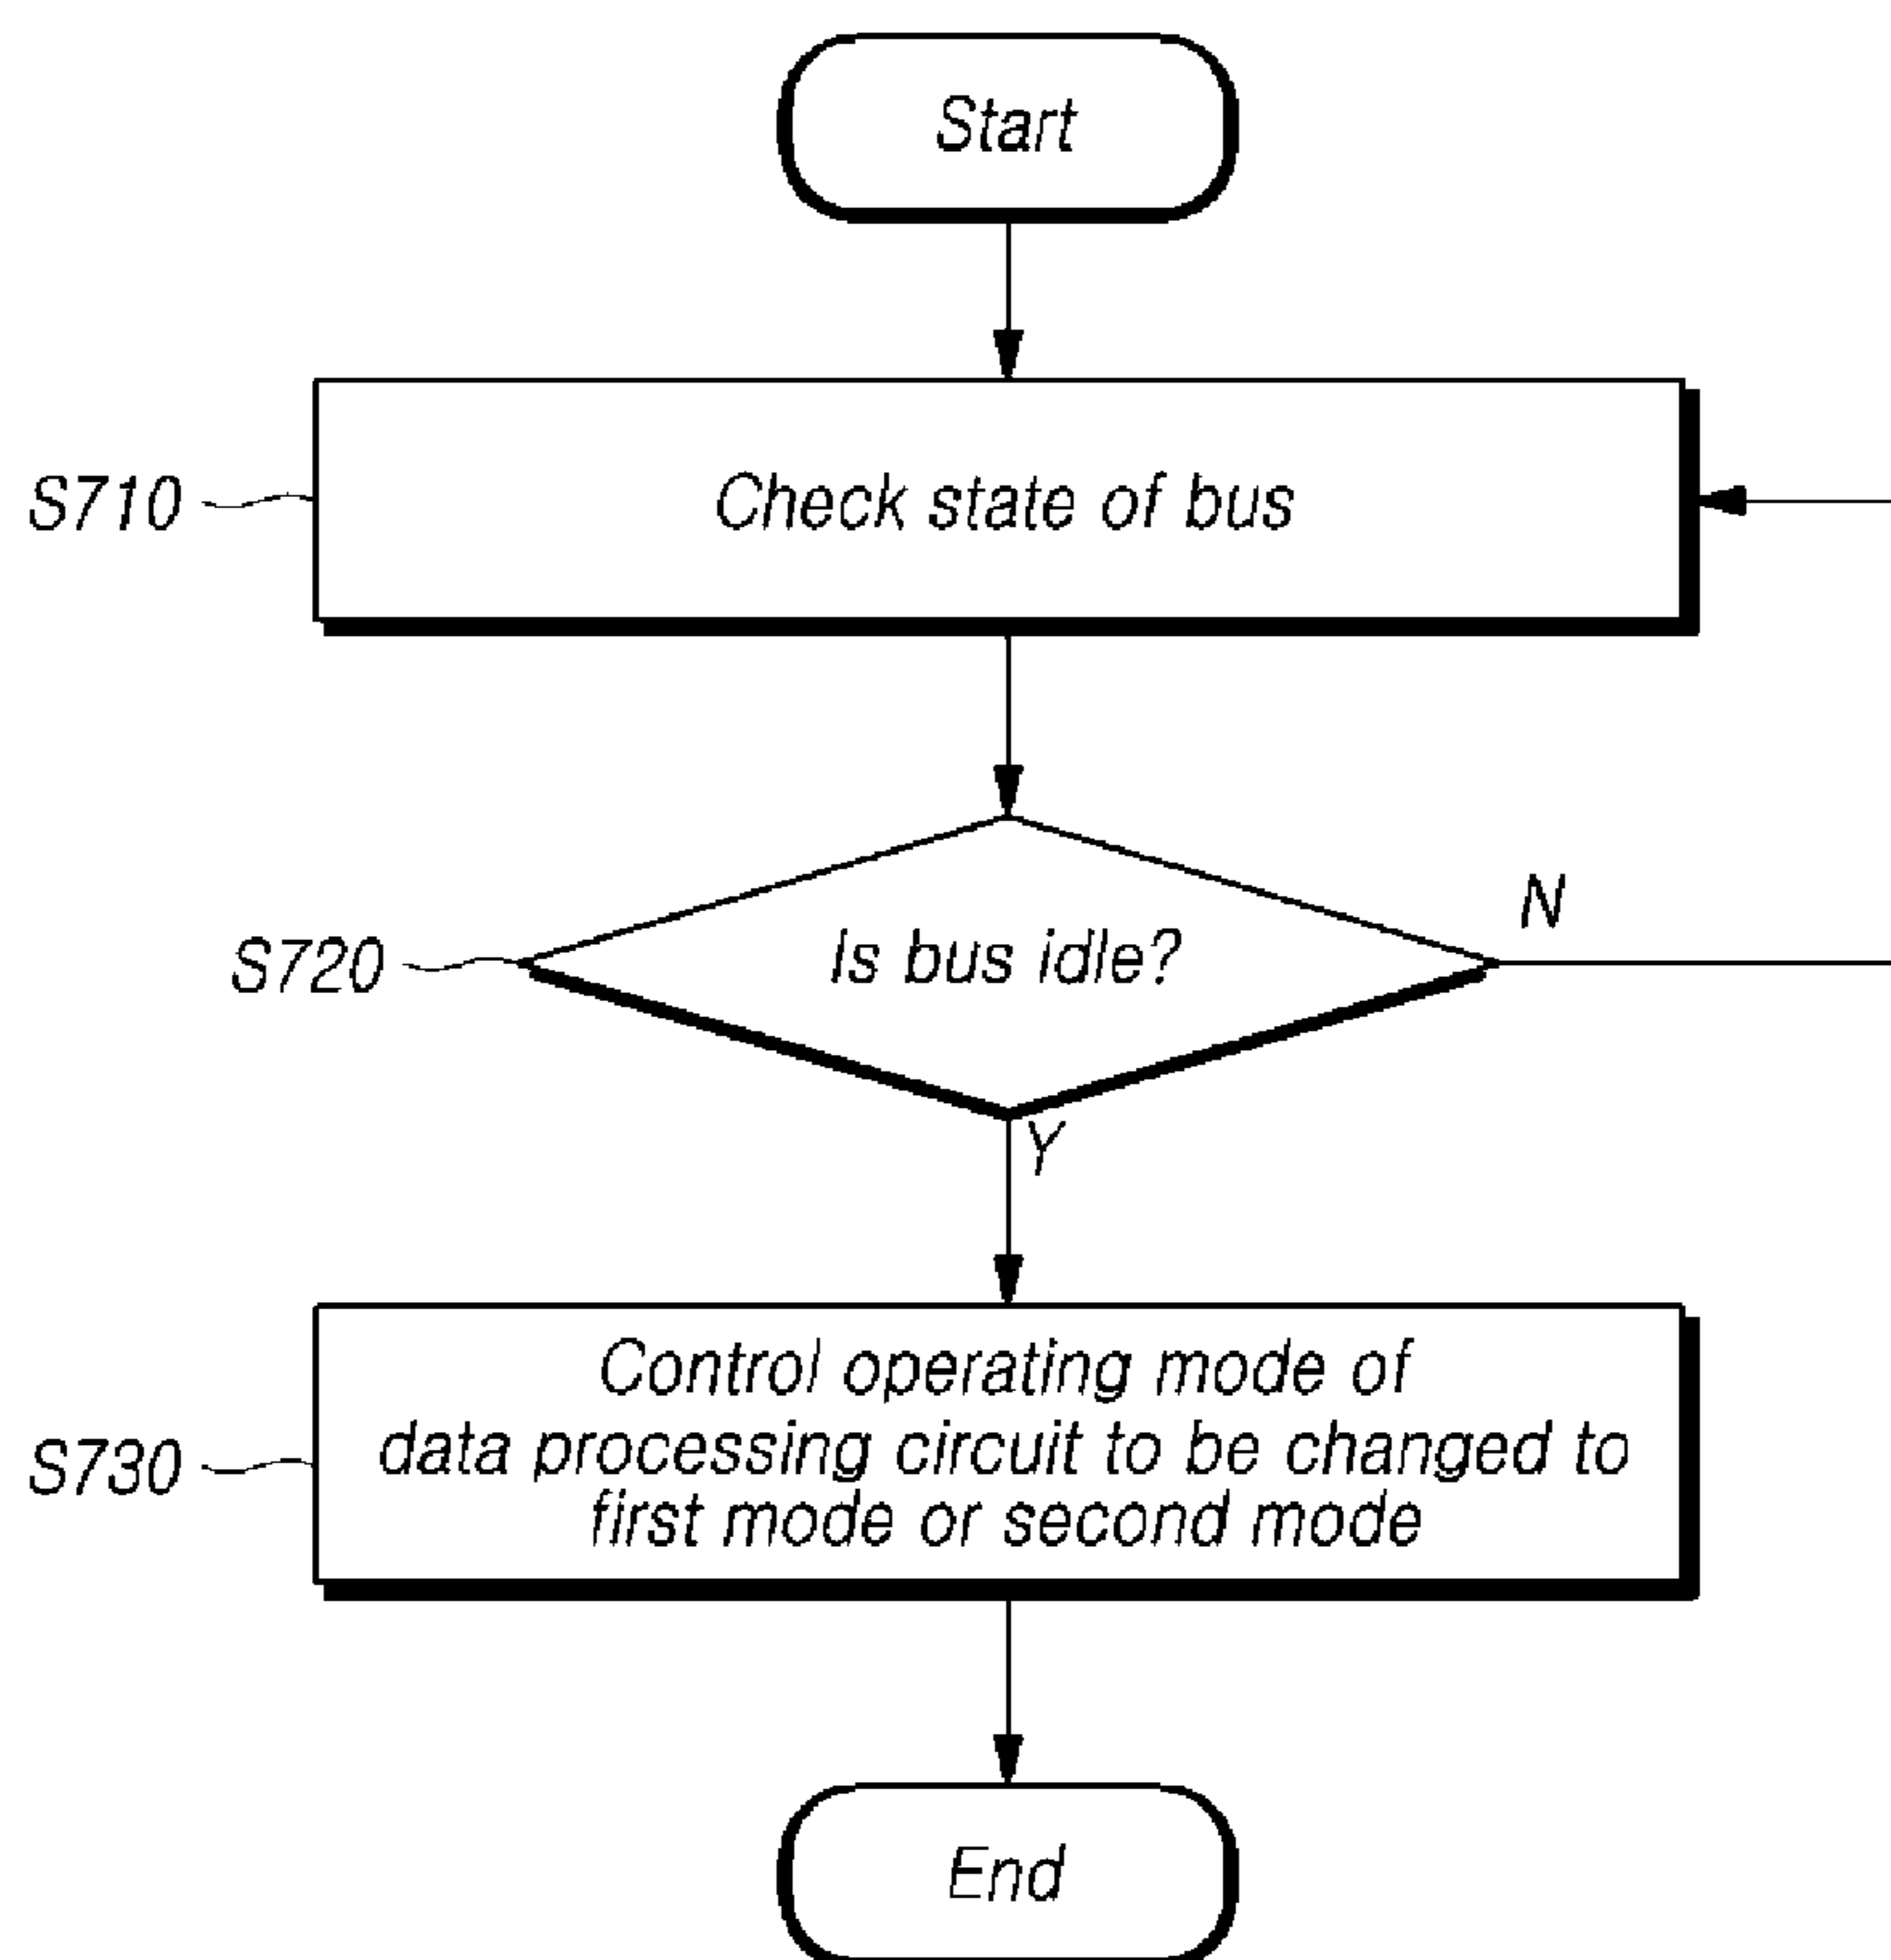 Start
S710
Check state of bus
S720
Is bus idle?
N
Y
S730
Control operating mode of
data processing circuit to be changed to
first mode or second mode
End